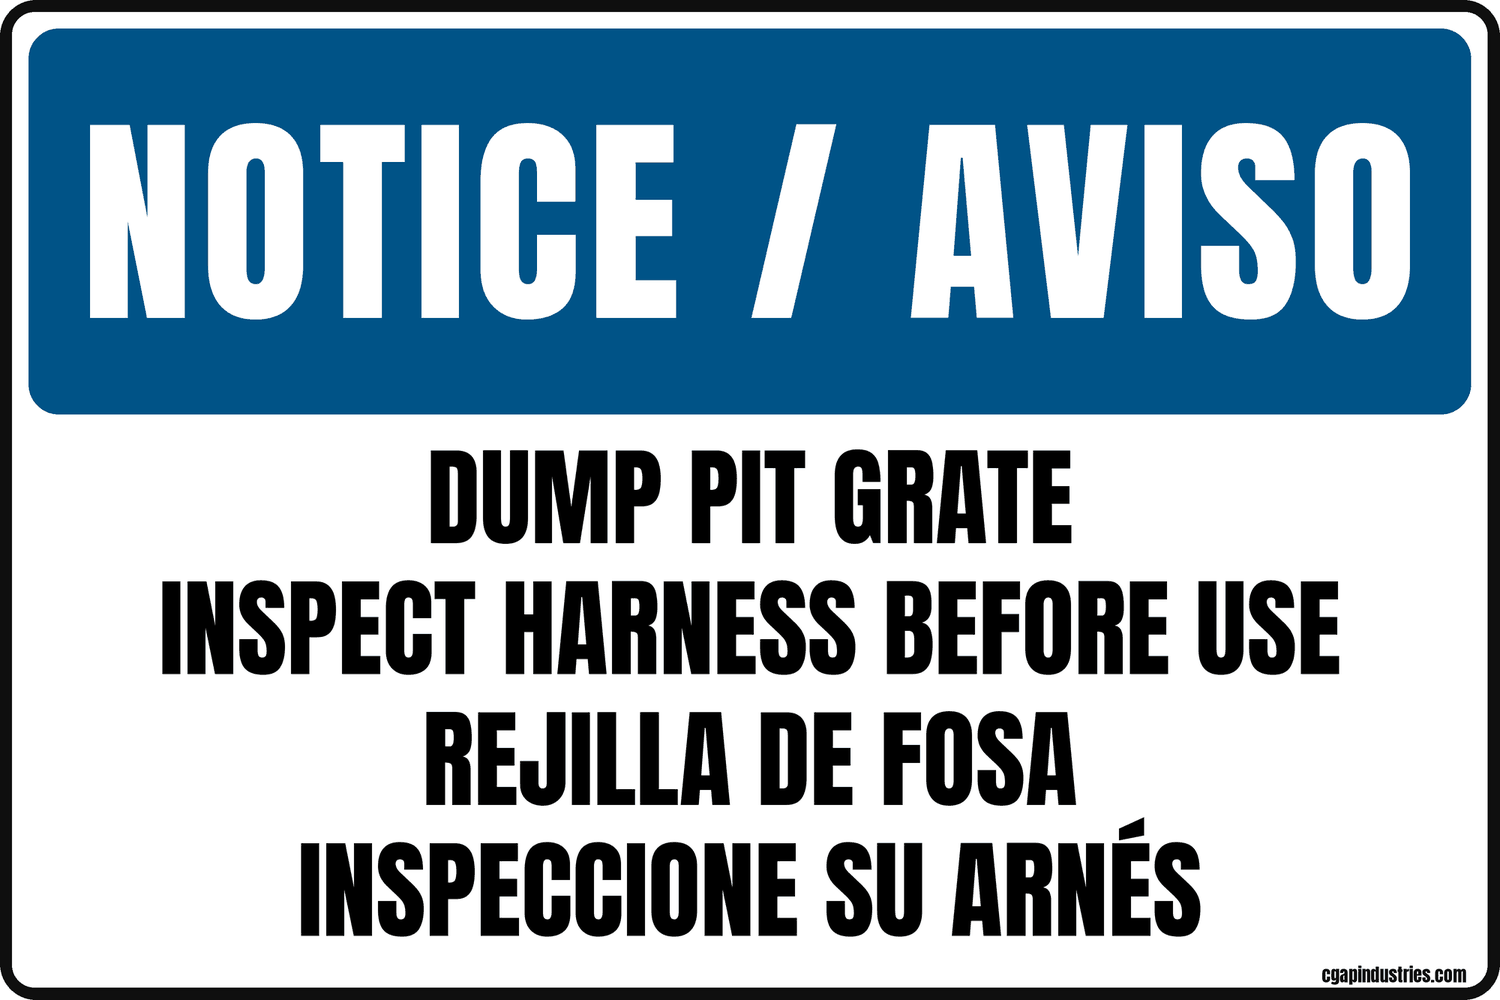 NOTICE / AVISO
DUMP PIT GRATE
INSPECT HARNESS BEFORE USE
REJILLA DE FOSA
INSPECCIONE SU ARNÉS
cgapindustries.com